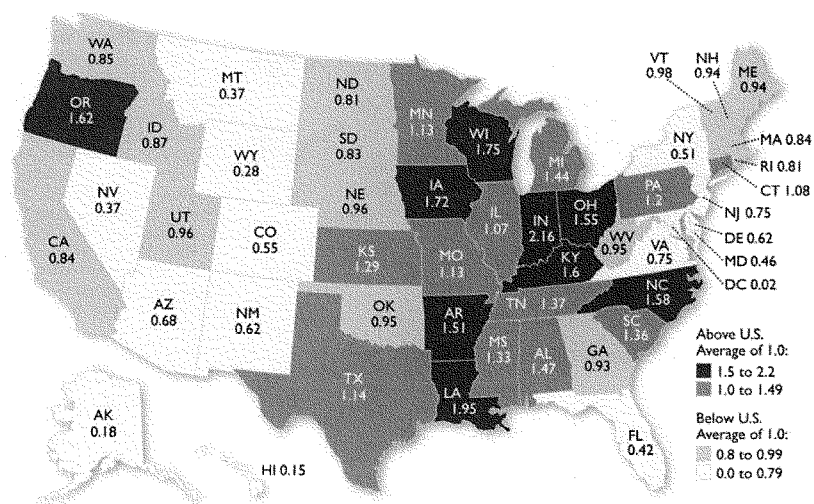 WA
0.85
OR
1.62
CA
0.84
NV
0.37
ID
0.87
MT
0.37
WY
0.28
UT
0.96
CO
0.55
AZ
0.68
NM
0.62
ND
0.81
SD
0.83
NE
0.96
KS
1.29
OK
0.95
TX
1.14
MN
1.13
IA
1.72
MO
1.13
AR
1.51
LA
1.95
WI
1.75
IL
1.07
MI
1.44
IN
2.16
OH
1.55
KY
1.6
TN 1.37
MS
1.33
AL
1.47
GA
0.93
FL
0.42
SC
1.36
NC
1.58
VA
0.75
WV
0.95
PA
1.2
NY
0.51
VT
0.98
NH
0.94
ME
0.94
MA 0.84
RI 0.81
CT 1.08
NJ 0.75
DE 0.62
MD 0.46
DC 0.02
AK
0.18
HI 0.15
Above U.S.
Average of 1.0:
1.5 to 2.2
1.0 to 1.49
Below U.S.
Average of 1.0:
0.8 to 0.99
0.0 to 0.79